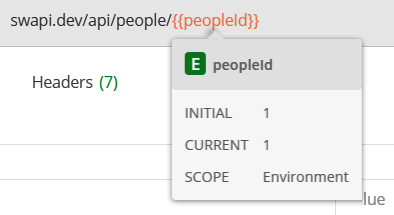 swapi.dev/api/people/{{peopleId}}
E peopleId
Headers (7)
INITIAL 1
CURRENT 1
SCOPE Environment
lue